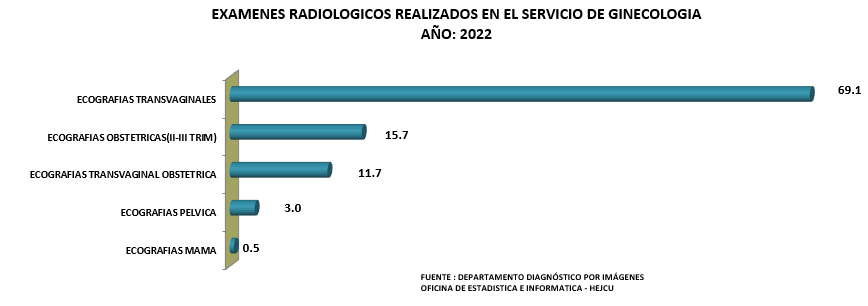 EXAMENES RADIOLOGICOS REALIZADOS EN EL SERVICIO DE GINECOLOGIA
AÑO: 2022
ECOGRAFIAS TRANSVAGINALES 69.1
ECOGRAFIAS OBSTETRICAS(II-III TRIM) 15.7
ECOGRAFIAS TRANSVAGINAL OBSTETRICA 11.7
ECOGRAFIAS PELVICA 3.0
ECOGRAFIAS MAMA 0.5
FUENTE : DEPARTAMENTO DIAGNÓSTICO POR IMÁGENES
OFICINA DE ESTADISTICA E INFORMATICA - HEJCU